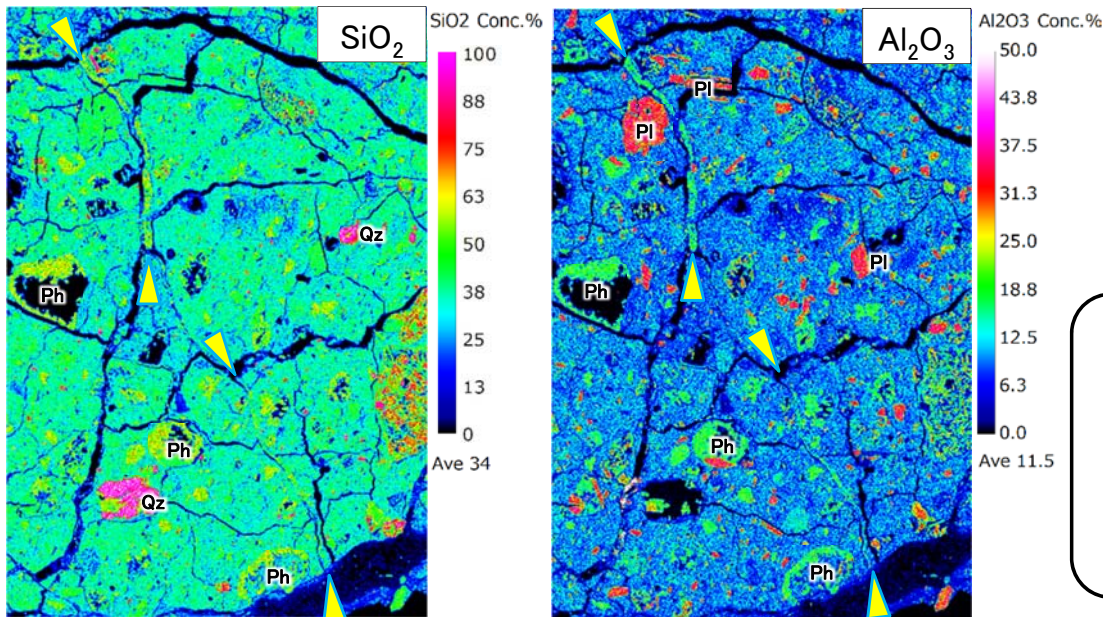 SiO₂
SiO2 Conc.%
100
88
75
63
50
38
25
13
0
Ave 34
Qz
Ph
Ph
Qz
Ph
Al₂O₃
Al2O3 Conc.%
50.0
43.8
37.5
31.3
25.0
18.8
12.5
6.3
0.0
Ave 11.5
Pl
Pl
Pl
Ph
Ph
Ph